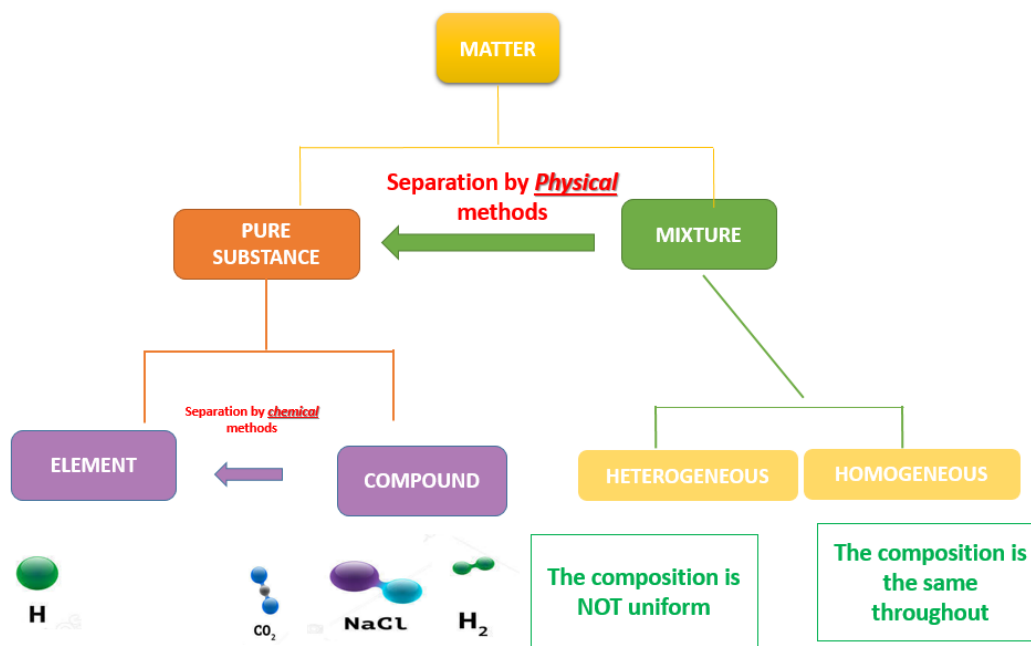 MATTER
Separation by Physical
methods
PURE
SUBSTANCE
MIXTURE
Separation by chemical
methods
ELEMENT
COMPOUND
HETEROGENEOUS
HOMOGENEOUS
H
CO2
NaCl
H2
The composition is
NOT uniform
The composition is
the same
throughout